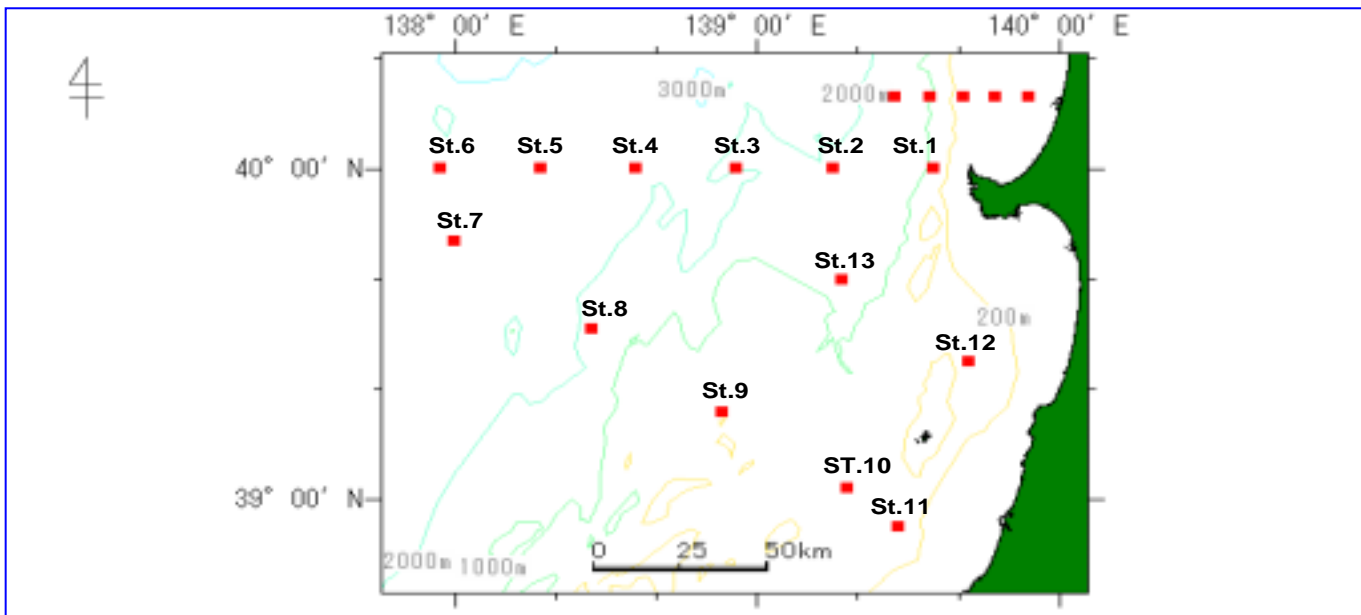 138° 00′ E 139° 00′ E 140° 00′ E
4
3000m
2000m
St.6 St.5 St.4 St.3 St.2 St.1
40° 00′ N
St.7
St.13
St.8
200m
St.12
St.9
ST.10
39° 00′ N
St.11
0 25 50km
2000m 1000m